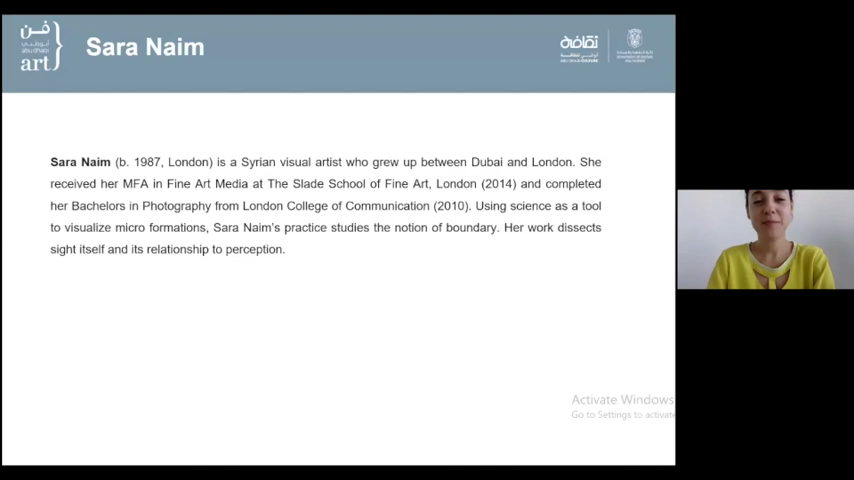 فن
أبوظبي
abu dhabi
art
Sara Naim
ثقافة
Sara Naim (b. 1987, London) is a Syrian visual artist who grew up between Dubai and London. She
received her MFA in Fine Art Media at The Slade School of Fine Art, London (2014) and completed
her Bachelors in Photography from London College of Communication (2010). Using science as a tool
to visualize micro formations, Sara Naim's practice studies the notion of boundary. Her work dissects
sight itself and its relationship to perception.
Activate Windows
Go to Settings to activate